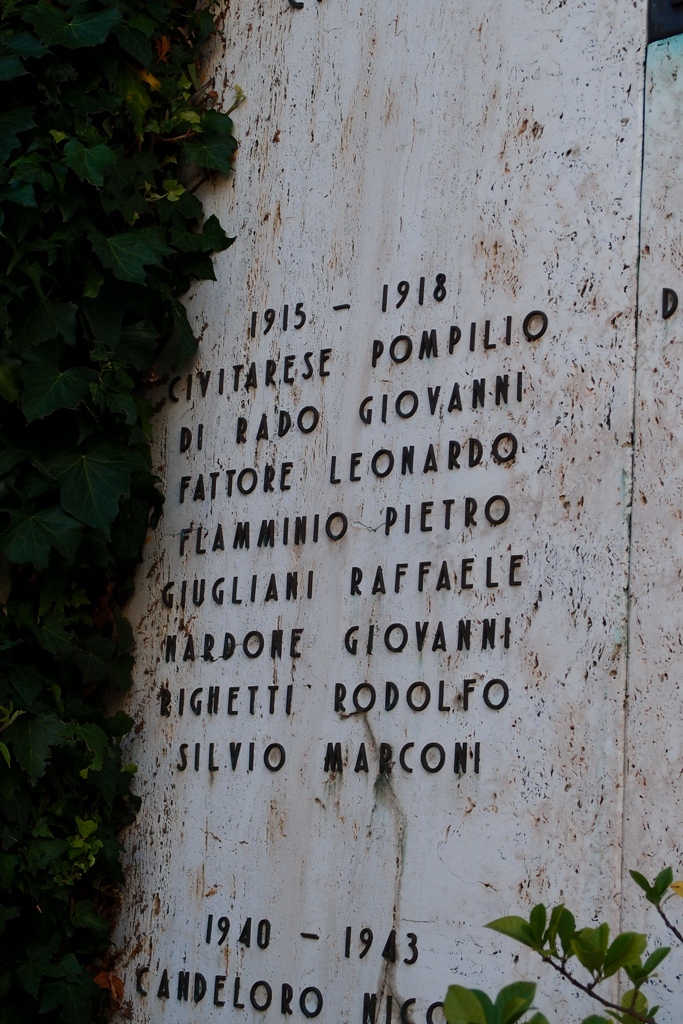 1915 - 1918
CIVITARESE POMPILIO
DI RADO GIOVANNI
FATTORE LEONARDO
FLAMMINIO PIETRO
GIUGLIANI RAFFAELE
NARDONE GIOVANNI
RIGHETTI RODOLFO
SILVIO MARCONI
1940 - 1943
CANDELORO